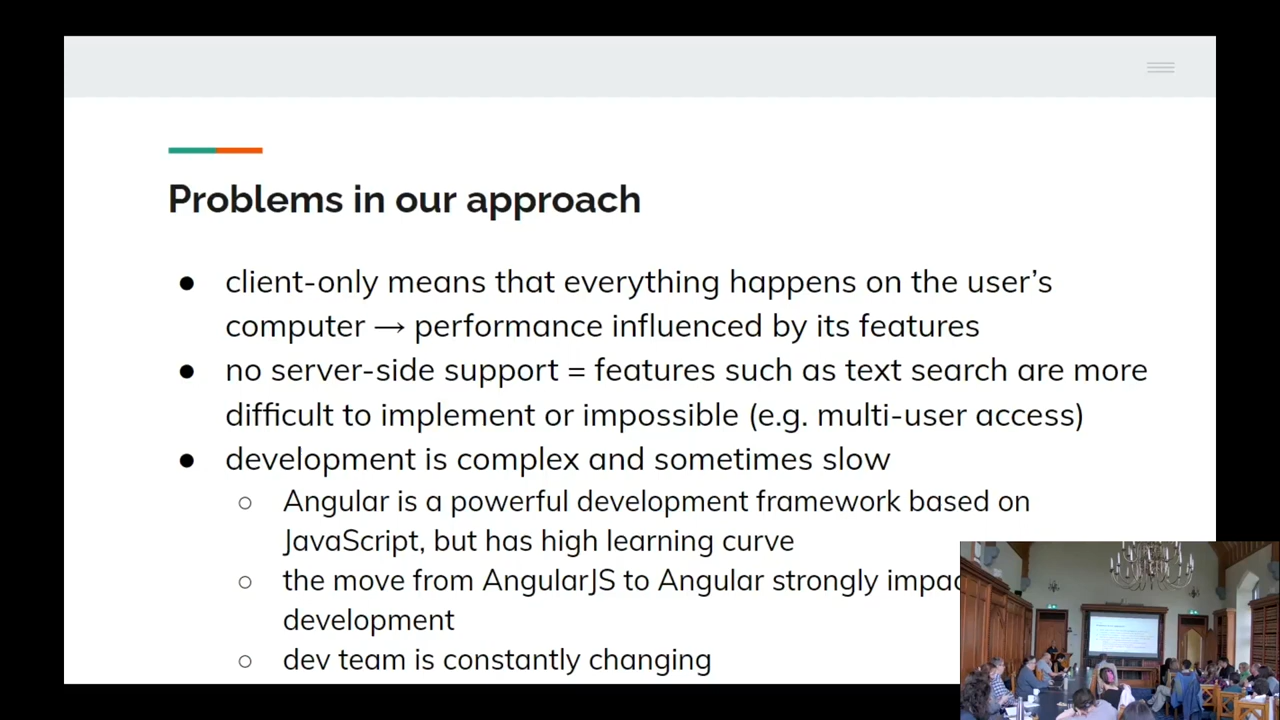 Problems in our approach
● client-only means that everything happens on the user’s
computer → performance influenced by its features
● no server-side support = features such as text search are more
difficult to implement or impossible (e.g. multi-user access)
● development is complex and sometimes slow
○ Angular is a powerful development framework based on
JavaScript, but has high learning curve
○ the move from AngularJS to Angular strongly
development
○ dev team is constantly changing